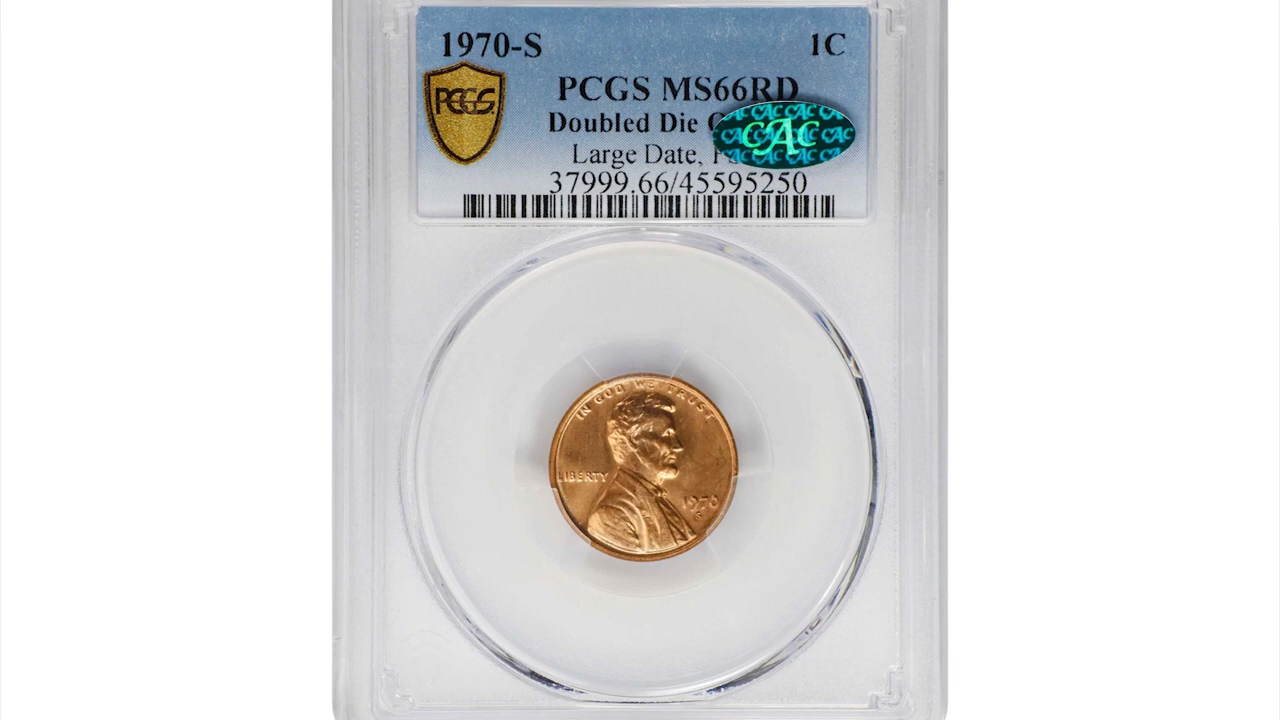 1970-S 1C
PCGS
PCGS MS66RD
Doubled Die
CAC
Large Date,
37999.66/45595250
IN GOD WE TRUST
LIBERTY
1970
S